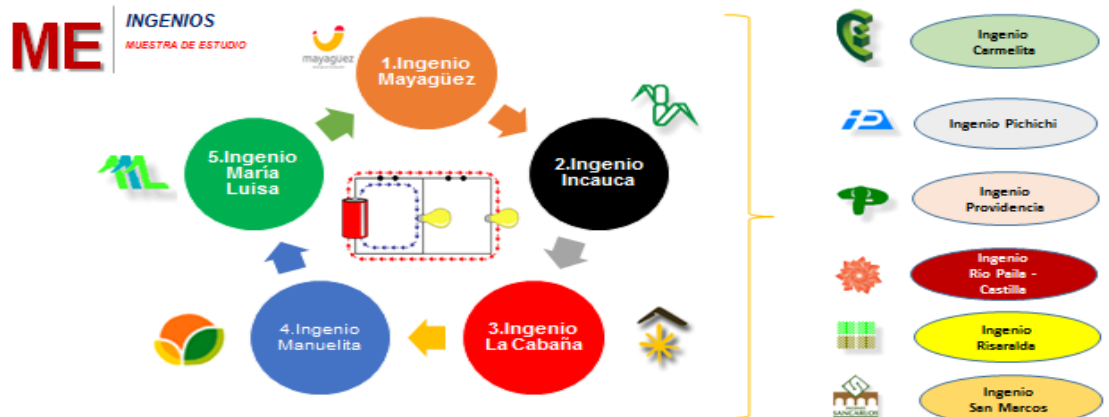 ME
INGENIOS
MUESTRA DE ESTUDIO
mayagüez
1.Ingenio
Mayagüez
2.Ingenio
Incauca
3.Ingenio
La Cabaña
4.Ingenio
Manuelita
5.Ingenio
María
Luisa
Ingenio
Carmelita
Ingenio Pichichi
Ingenio
Providencia
Ingenio
Rio Paila -
Castilla
Ingenio
Risaralda
SANCARLOS
Ingenio
San Marcos